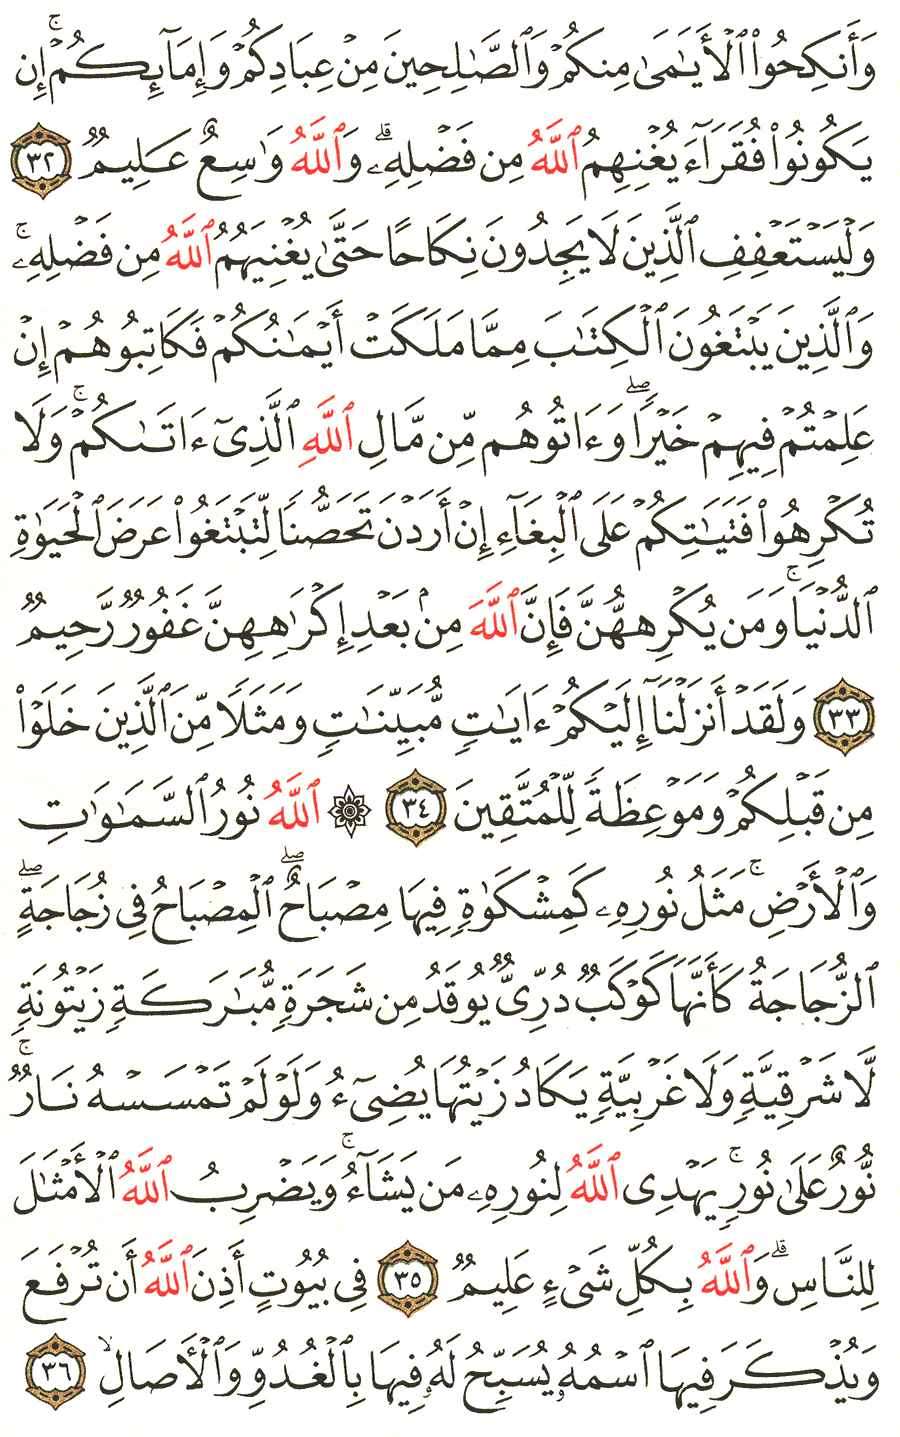 وَأَنكِحُوا۟ ٱلْأَيَـٰمَىٰ مِنكُمْ وَٱلصَّـٰلِحِينَ مِنْ عِبَادِكُمْ وَإِمَآئِكُمْ ۚ إِن
يَكُونُوا۟ فُقَرَآءَ يُغْنِهِمُ ٱللَّهُ مِن فَضْلِهِۦ ۗ وَٱللَّهُ وَٰسِعٌ عَلِيمٌ ٣٢
وَلْيَسْتَعْفِفِ ٱلَّذِينَ لَا يَجِدُونَ نِكَاحًا حَتَّىٰ يُغْنِيَهُمُ ٱللَّهُ مِن فَضْلِهِۦ ۚ
وَٱلَّذِينَ يَبْتَغُونَ ٱلْكِتَـٰبَ مِمَّا مَلَكَتْ أَيْمَـٰنُكُمْ فَكَاتِبُوهُمْ إِنْ
عَلِمْتُمْ فِيهِمْ خَيْرًا ۖ وَءَاتُوهُم مِّن مَّالِ ٱللَّهِ ٱلَّذِىٓ ءَاتَىٰكُمْ ۚ وَلَا
تُكْرِهُوا۟ فَتَيَـٰتِكُمْ عَلَى ٱلْبِغَآءِ إِنْ أَرَدْنَ تَحَصُّنًا لِّتَبْتَغُوا۟ عَرَضَ ٱلْحَيَوٰةِ
ٱلدُّنْيَا ۚ وَمَن يُكْرِههُّنَّ فَإِنَّ ٱللَّهَ مِنۢ بَعْدِ إِكْرَٰهِهِنَّ غَفُورٌ رَّحِيمٌ
٣٣ وَلَقَدْ أَنزَلْنَآ إِلَيْكُمْ ءَايَـٰتٍ مُّبَيِّنَـٰتٍ وَمَثَلًا مِّنَ ٱلَّذِينَ خَلَوْا۟
مِن قَبْلِكُمْ وَمَوْعِظَةً لِّلْمُتَّقِينَ ٣٤ ۞ ٱللَّهُ نُورُ ٱلسَّمَـٰوَٰتِ
وَٱلْأَرْضِ ۚ مَثَلُ نُورِهِۦ كَمِشْكَوٰةٍ فِيهَا مِصْبَاحٌ ۖ ٱلْمِصْبَاحُ فِى زُجَاجَةٍ ۖ
ٱلزُّجَاجَةُ كَأَنَّهَا كَوْكَبٌ دُرِّىٌّ يُوقَدُ مِن شَجَرَةٍ مُّبَـٰرَكَةٍ زَيْتُونَةٍ
لَّا شَرْقِيَّةٍ وَلَا غَرْبِيَّةٍ يَكَادُ زَيْتُهَا يُضِىٓءُ وَلَوْ لَمْ تَمْسَسْهُ نَارٌ ۚ
نُّورٌ عَلَىٰ نُورٍ ۗ يَهْدِى ٱللَّهُ لِنُورِهِۦ مَن يَشَآءُ ۚ وَيَضْرِبُ ٱللَّهُ ٱلْأَمْثَـٰلَ
لِلنَّاسِ ۗ وَٱللَّهُ بِكُلِّ شَىْءٍ عَلِيمٌ ٣٥ فِى بُيُوتٍ أَذِنَ ٱللَّهُ أَن تُرْفَعَ
وَيُذْكَرَ فِيهَا ٱسْمُهُۥ يُسَبِّحُ لَهُۥ فِيهَا بِٱلْغُدُوِّ وَٱلْـَٔاصَالِ ۙ ٣٦